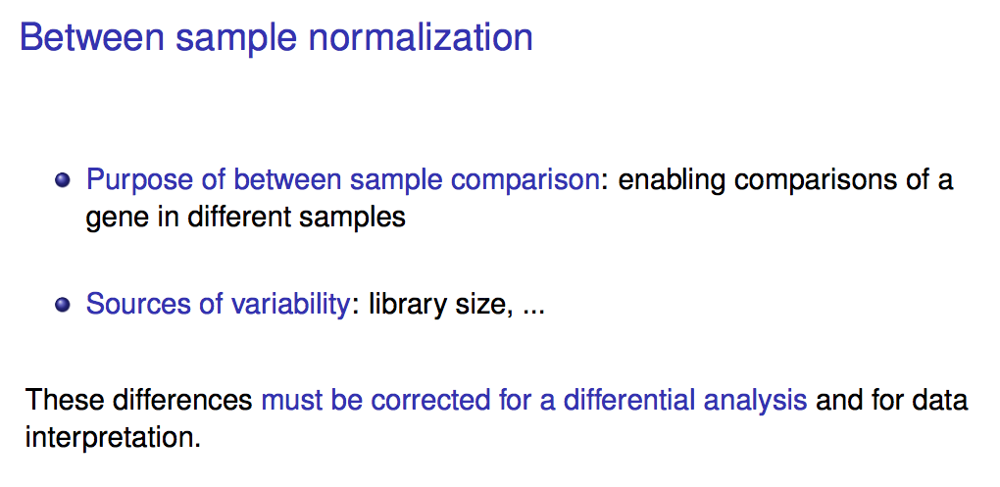 Between sample normalization
Purpose of between sample comparison: enabling comparisons of a
gene in different samples
Sources of variability: library size, ...
These differences must be corrected for a differential analysis and for data
interpretation.